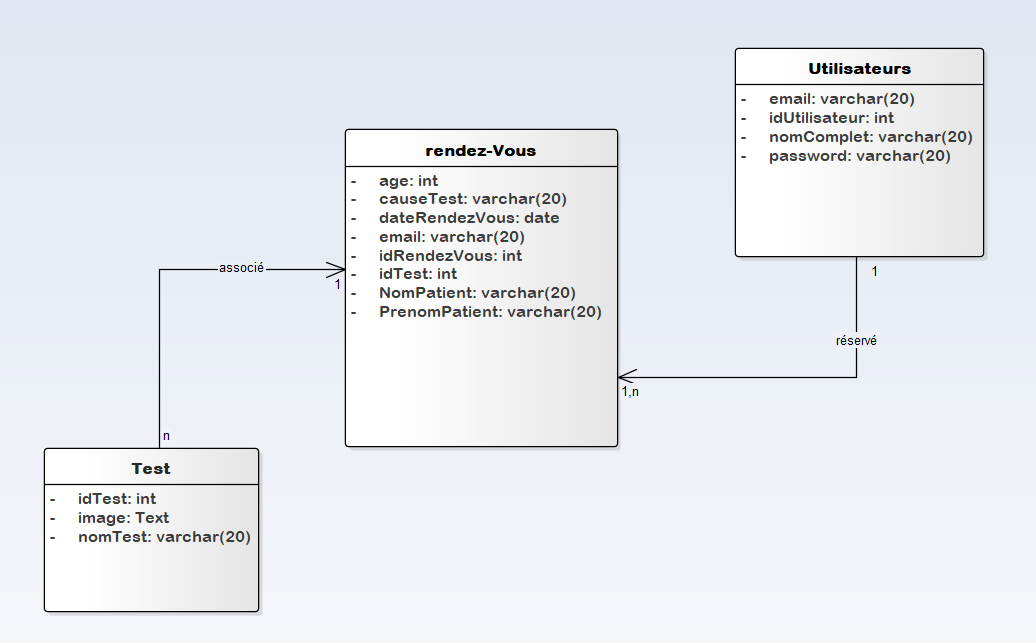 Utilisateurs
- email: varchar(20)
- idUtilisateur: int
- nomComplet: varchar(20)
- password: varchar(20)
rendez-Vous
- age: int
- causeTest: varchar(20)
- dateRendezVous: date
- email: varchar(20)
- idRendezVous: int
- idTest: int
- NomPatient: varchar(20)
- PrenomPatient: varchar(20)
associé
1
n
1
réservé
1,n
Test
- idTest: int
- image: Text
- nomTest: varchar(20)